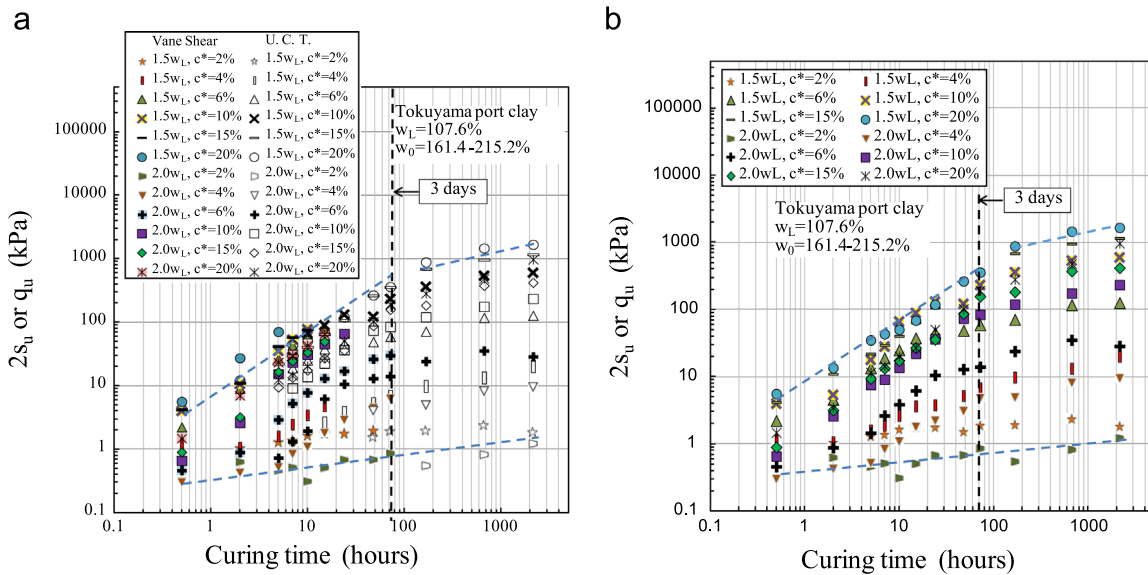 a
Vane Shear U. C. T.
1.5wL, c*=2% 1.5wL, c*=2%
1.5wL, c*=4% 1.5wL, c*=4%
1.5wL, c*=6% 1.5wL, c*=6%
1.5wL, c*=10% 1.5wL, c*=10%
1.5wL, c*=15% 1.5wL, c*=15%
1.5wL, c*=20% 1.5wL, c*=20%
2.0wL, c*=2% 2.0wL, c*=2%
2.0wL, c*=4% 2.0wL, c*=4%
2.0wL, c*=6% 2.0wL, c*=6%
2.0wL, c*=10% 2.0wL, c*=10%
2.0wL, c*=15% 2.0wL, c*=15%
2.0wL, c*=20% 2.0wL, c*=20%
Tokuyama port clay
wL=107.6%
w0=161.4-215.2%
3 days
100000
10000
1000
100
10
1
0.1
2su or qu (kPa)
0.1 1 10 100 1000
Curing time (hours)
b
1.5wL, c*=2% 1.5wL, c*=4%
1.5wL, c*=6% 1.5wL, c*=10%
1.5wL, c*=15% 1.5wL, c*=20%
2.0wL, c*=2% 2.0wL, c*=4%
2.0wL, c*=6% 2.0wL, c*=10%
2.0wL, c*=15% 2.0wL, c*=20%
3 days
Tokuyama port clay
wL=107.6%
w0=161.4-215.2%
100000
10000
1000
100
10
1
0.1
2su or qu (kPa)
0.1 1 10 100 1000
Curing time (hours)